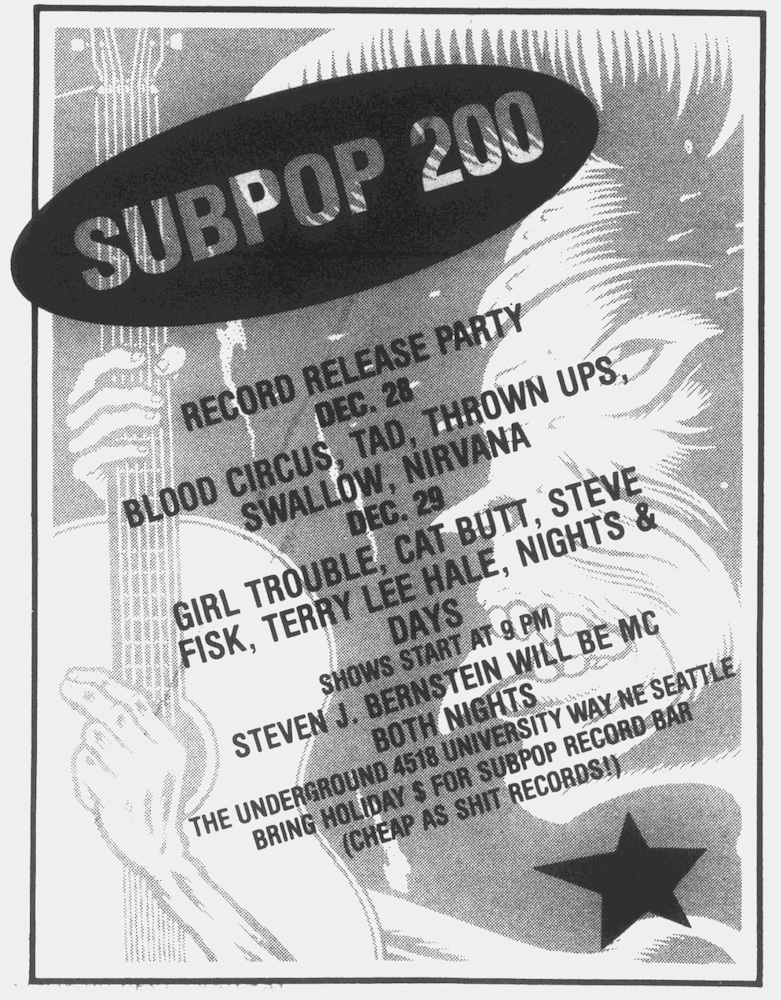 SUBPOP 200
RECORD RELEASE PARTY
DEC. 28
BLOOD CIRCUS, TAD, THROWN UPS,
SWALLOW, NIRVANA
DEC. 29
GIRL TROUBLE, CAT BUTT, STEVE
FISK, TERRY LEE HALE, NIGHTS &
DAYS
SHOWS START AT 9 PM
STEVEN J. BERNSTEIN WILL BE MC
BOTH NIGHTS
THE UNDERGROUND 4518 UNIVERSITY WAY NE SEATTLE
BRING HOLIDAY $ FOR SUBPOP RECORD BAR
(CHEAP AS SHIT RECORDS!)